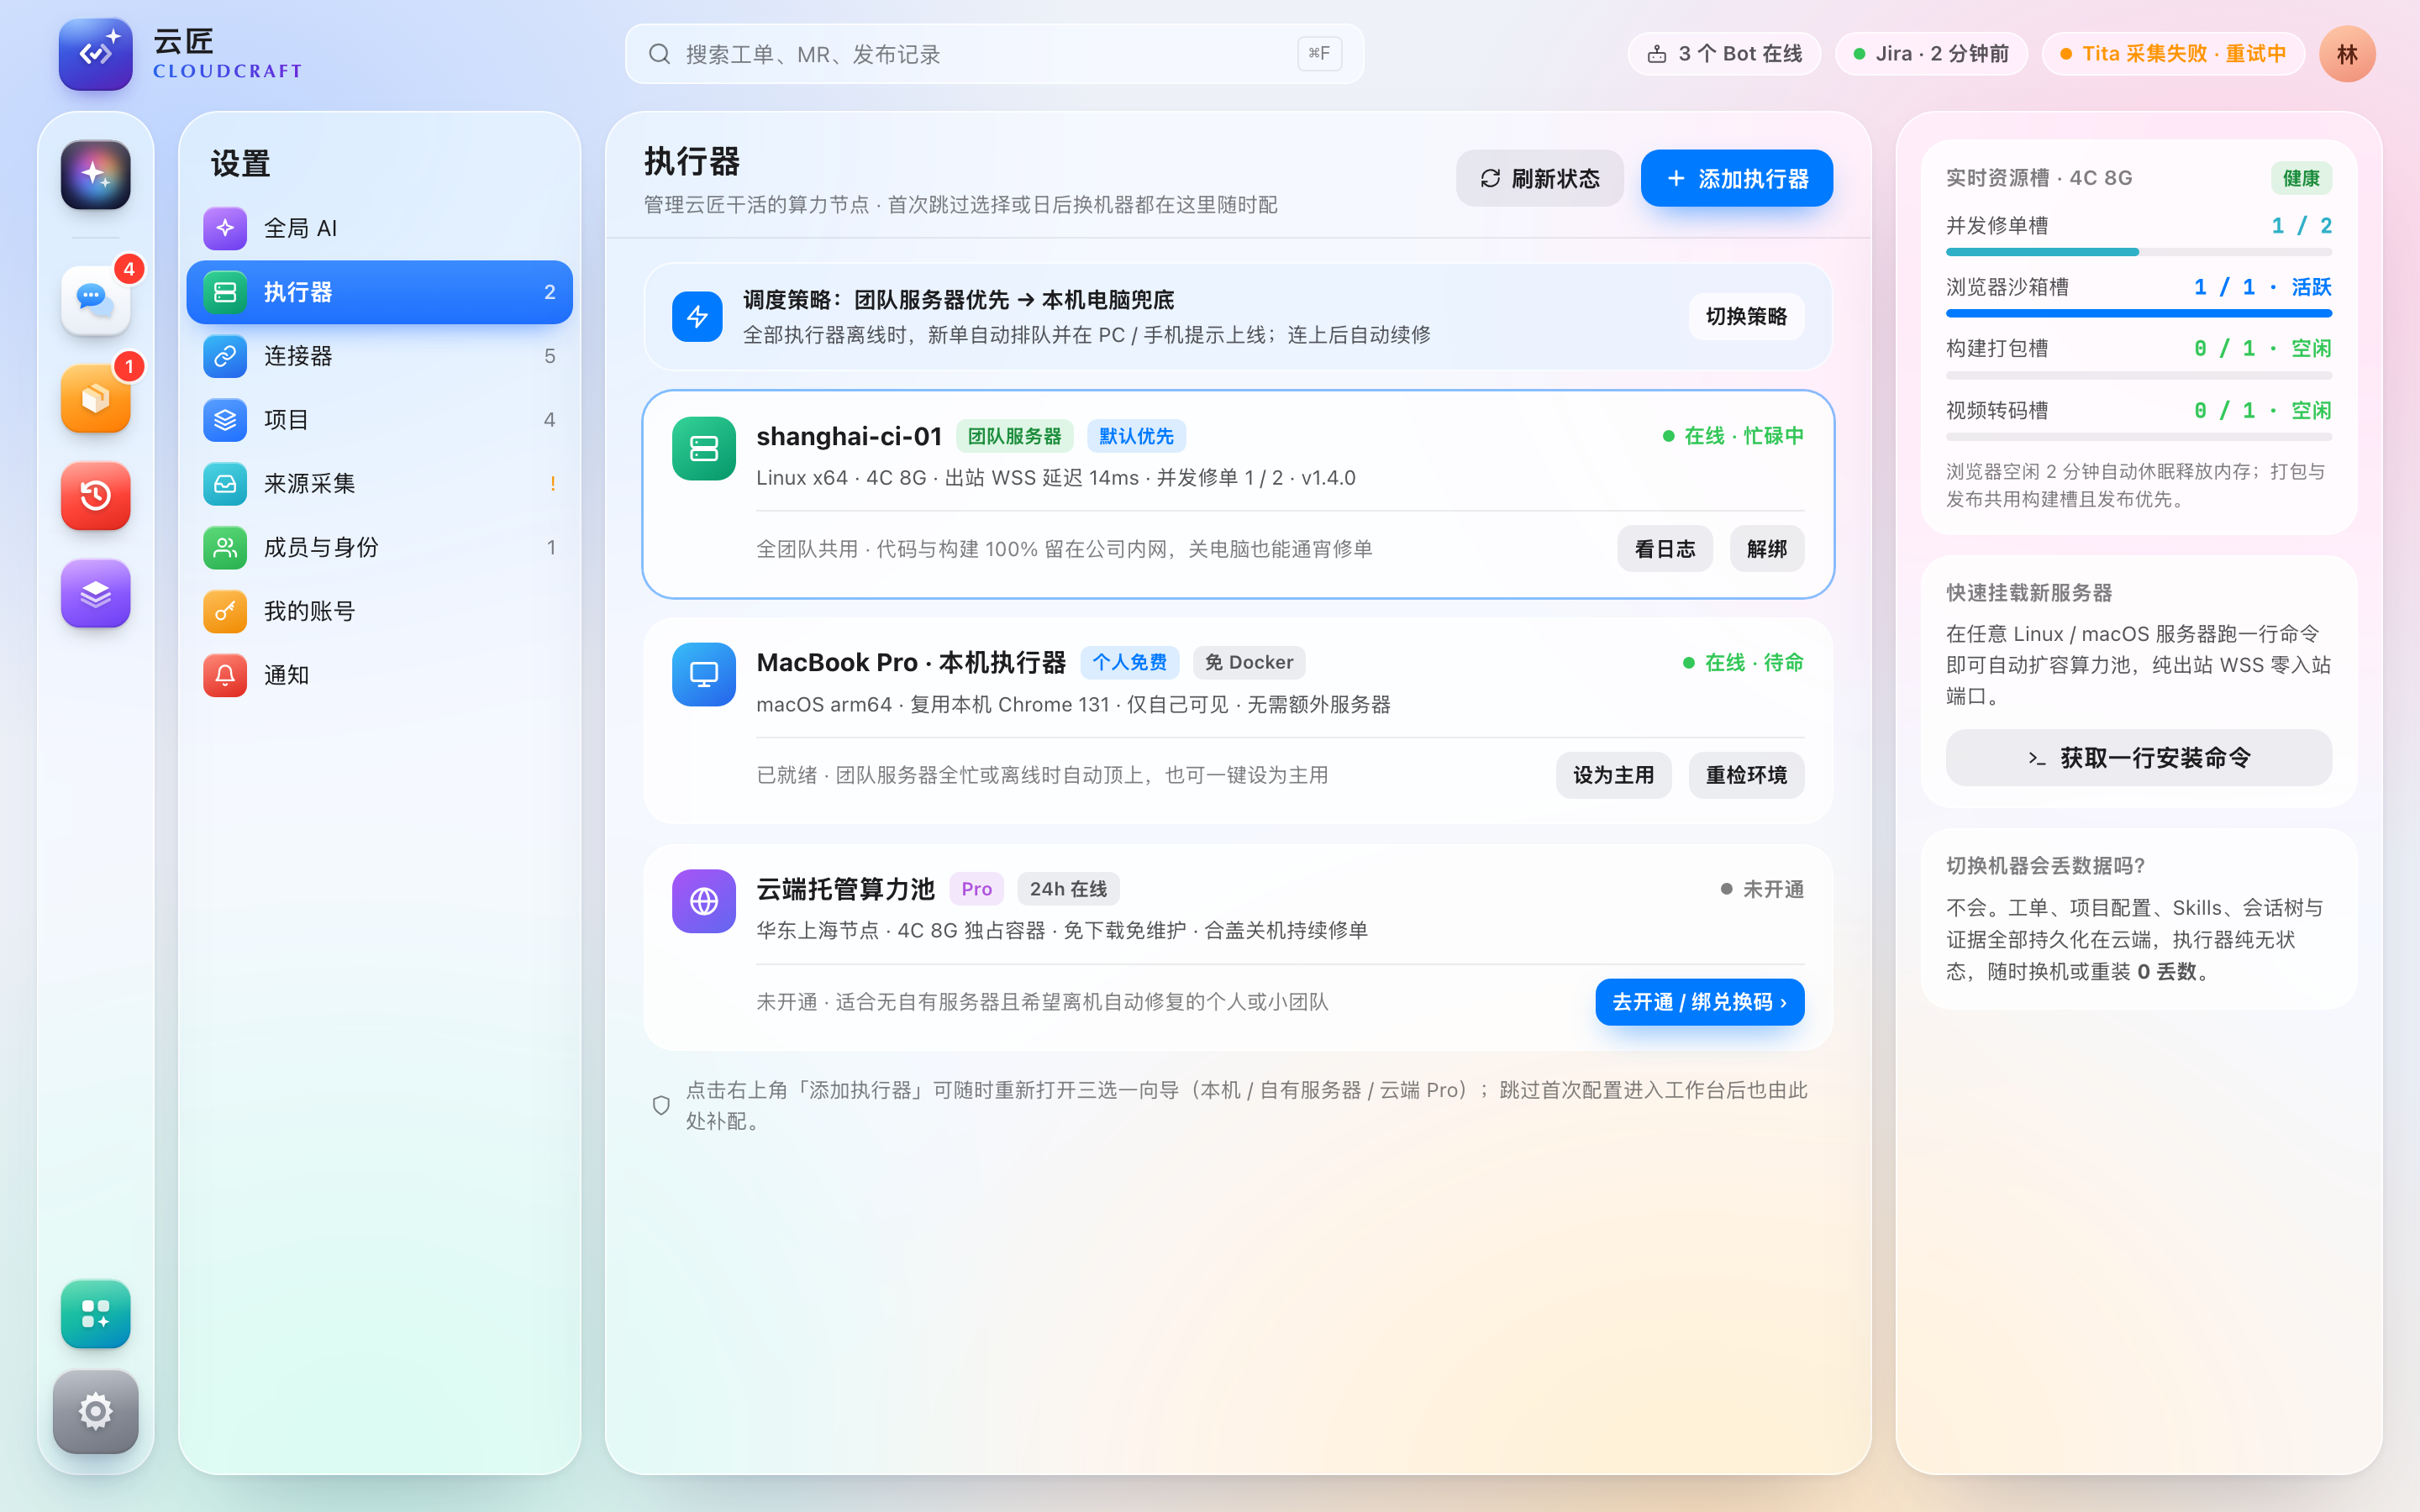 云匠
CLOUDCRAFT
搜索工单、MR、发布记录
⌘F
3 个 Bot 在线
Jira · 2 分钟前
Tita 采集失败 · 重试中
林
4
1
设置
全局 AI
执行器
2
连接器
5
项目
4
来源采集
!
成员与身份
1
我的账号
通知
执行器
管理云匠干活的算力节点 · 首次跳过选择或日后换机器都在这里随时配
刷新状态
添加执行器
调度策略：团队服务器优先 → 本机电脑兜底
全部执行器离线时，新单自动排队并在 PC / 手机提示上线；连上后自动续修
切换策略
shanghai-ci-01
团队服务器
默认优先
在线 · 忙碌中
Linux x64 · 4C 8G · 出站 WSS 延迟 14ms · 并发修单 1 / 2 · v1.4.0
全团队共用 · 代码与构建 100% 留在公司内网，关电脑也能通宵修单
看日志
解绑
MacBook Pro · 本机执行器
个人免费
免 Docker
在线 · 待命
macOS arm64 · 复用本机 Chrome 131 · 仅自己可见 · 无需额外服务器
已就绪 · 团队服务器全忙或离线时自动顶上，也可一键设为主用
设为主用
重检环境
云端托管算力池
Pro
24h 在线
未开通
华东上海节点 · 4C 8G 独占容器 · 免下载免维护 · 合盖关机持续修单
未开通 · 适合无自有服务器且希望离机自动修复的个人或小团队
去开通 / 绑兑换码 ›
点击右上角「添加执行器」可随时重新打开三选一向导（本机 / 自有服务器 / 云端 Pro）；跳过首次配置进入工作台后也由此
处补配。
实时资源槽 · 4C 8G
健康
并发修单槽
1 / 2
浏览器沙箱槽
1 / 1 · 活跃
构建打包槽
0 / 1 · 空闲
视频转码槽
0 / 1 · 空闲
浏览器空闲 2 分钟自动休眠释放内存；打包与
发布共用构建槽且发布优先。
快速挂载新服务器
在任意 Linux / macOS 服务器跑一行命令
即可自动扩容算力池，纯出站 WSS 零入站
端口。
获取一行安装命令
切换机器会丢数据吗?
不会。工单、项目配置、Skills、会话树与
证据全部持久化在云端，执行器纯无状
态，随时换机或重装 0 丢数。